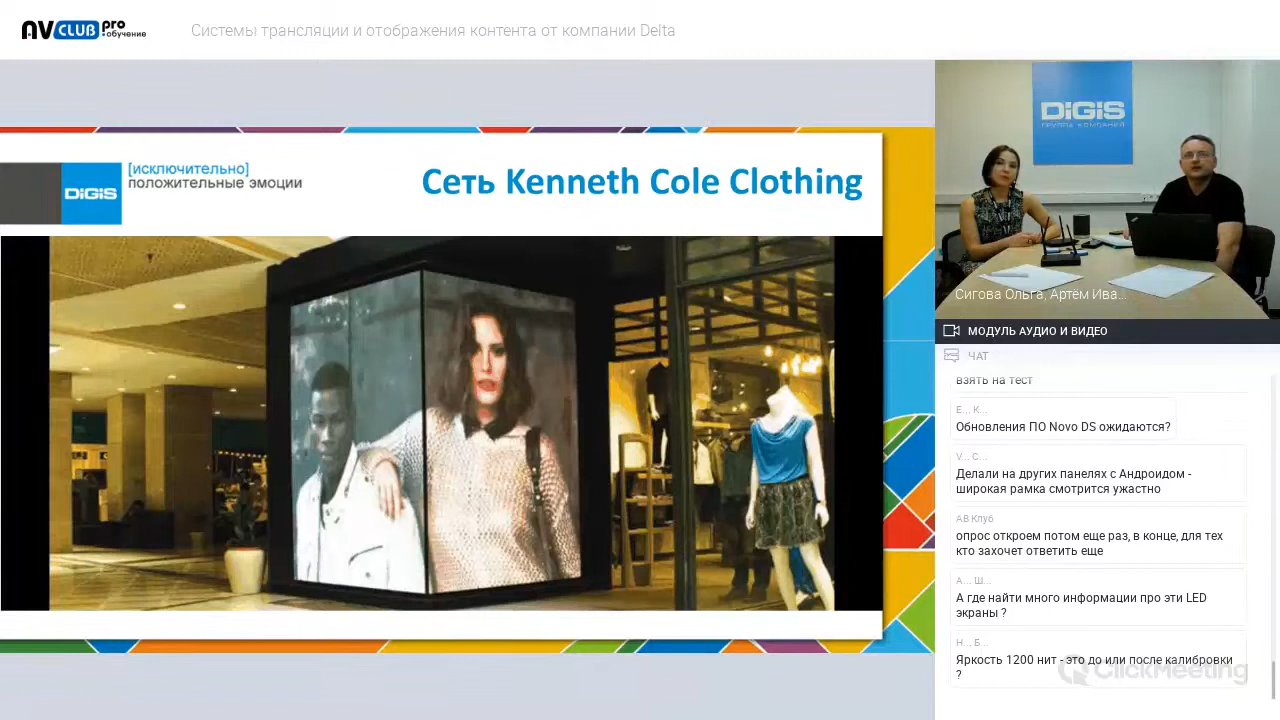 AVCLUB pro
обучение
Системы трансляции и отображения контента от компании Delta
DiGiS
[исключительно]
положительные эмоции
Сеть Kenneth Cole Clothing
DiGiS
ГРУППА КОМПАНИЙ
Сигова Ольга, Артём Ива...
МОДУЛЬ АУДИО И ВИДЕО
ЧАТ
взять на тест
Е... К...
Обновления ПО Novo DS ожидаются?
V... C...
Делали на других панелях с Андроидом -
широкая рамка смотрится ужастно
АВ Клуб
опрос откроем потом еще раз, в конце, для тех
кто захочет ответить еще
А... Ш...
А где найти много информации про эти LED
экраны ?
Н... Б...
Яркость 1200 нит - это до или после калибровки
?
ClickMeeting